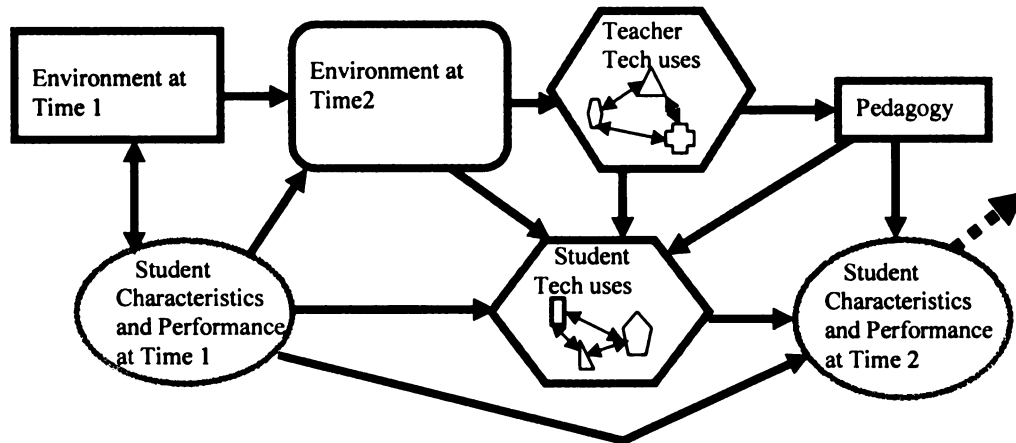 Environment at
Time 1
Environment at
Time2
Teacher
Tech uses
Pedagogy
Student
Characteristics
and Performance
at Time 1
Student
Tech uses
Student
Characteristics
and Performance
at Time 2